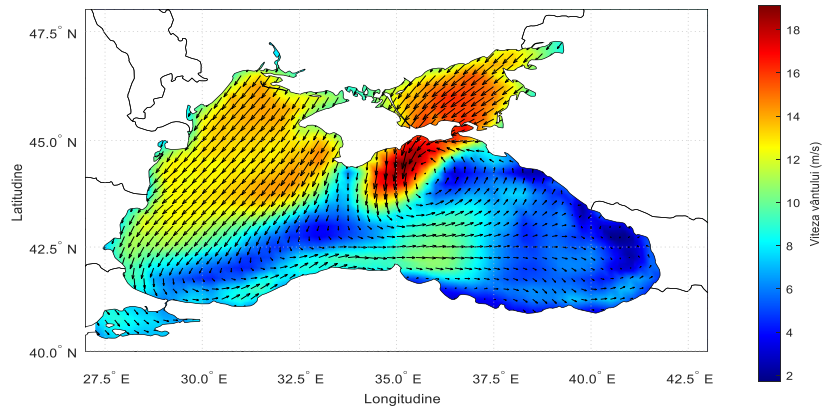 47.5° N
45.0° N
42.5° N
40.0° N
Latitudine
27.5° E 30.0° E 32.5° E 35.0° E 37.5° E 40.0° E 42.5° E
Longitudine
18
16
14
12
10
8
6
4
2
Viteza vântului (m/s)